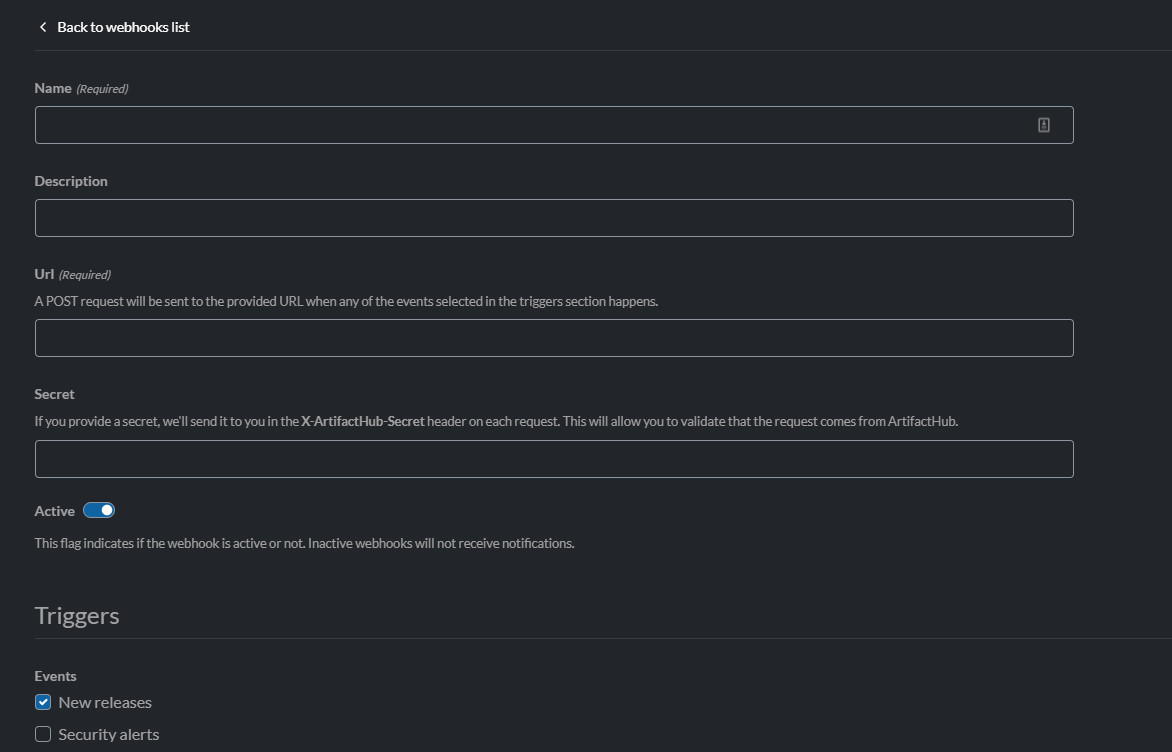 Back to webhooks list
Name (Required)
Description
Url (Required)
A POST request will be sent to the provided URL when any of the events selected in the triggers section happens.
Secret
If you provide a secret, we'll send it to you in the X-ArtifactHub-Secret header on each request. This will allow you to validate that the request comes from ArtifactHub.
Active
This flag indicates if the webhook is active or not. Inactive webhooks will not receive notifications.
Triggers
Events
New releases
Security alerts